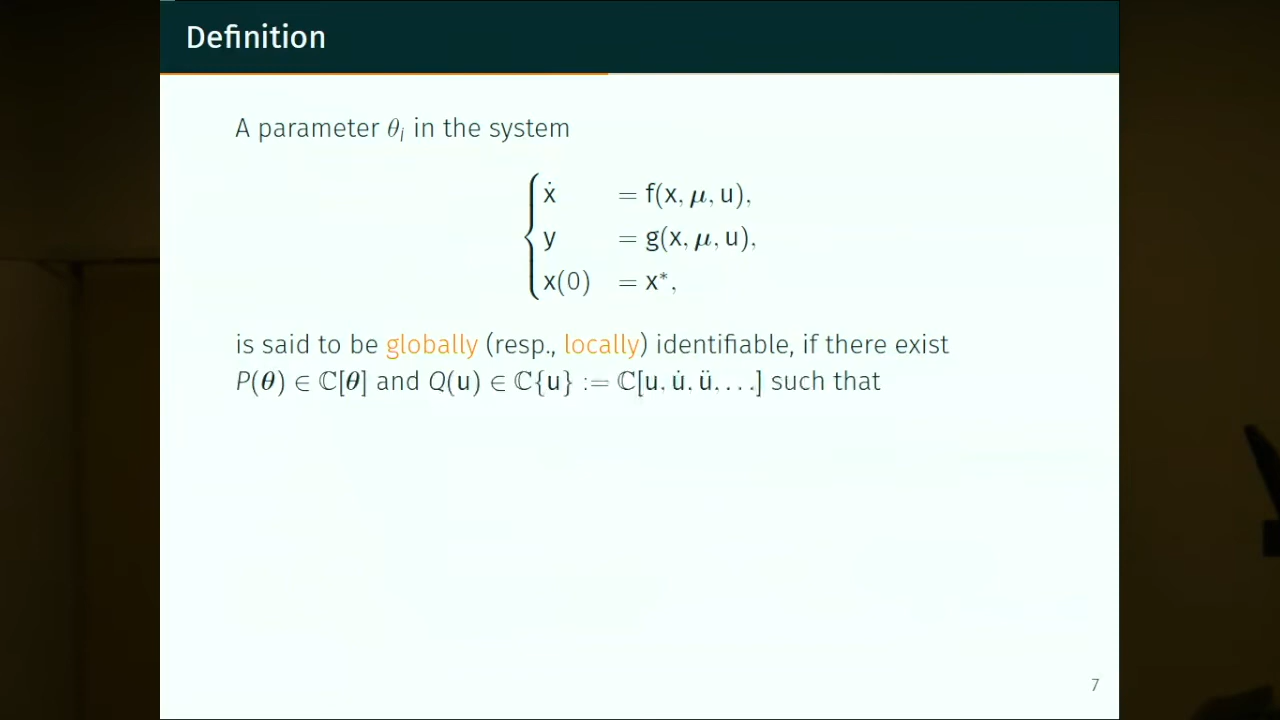 Definition
A parameter θᵢ in the system
ẋ = f(x, μ, u),
y = g(x, μ, u),
x(0) = x*,
is said to be globally (resp., locally) identifiable, if there exist
P(θ) ∈ ℂ[θ] and Q(u) ∈ ℂ{u} := ℂ[u, u̇, ü, . . .] such that
7